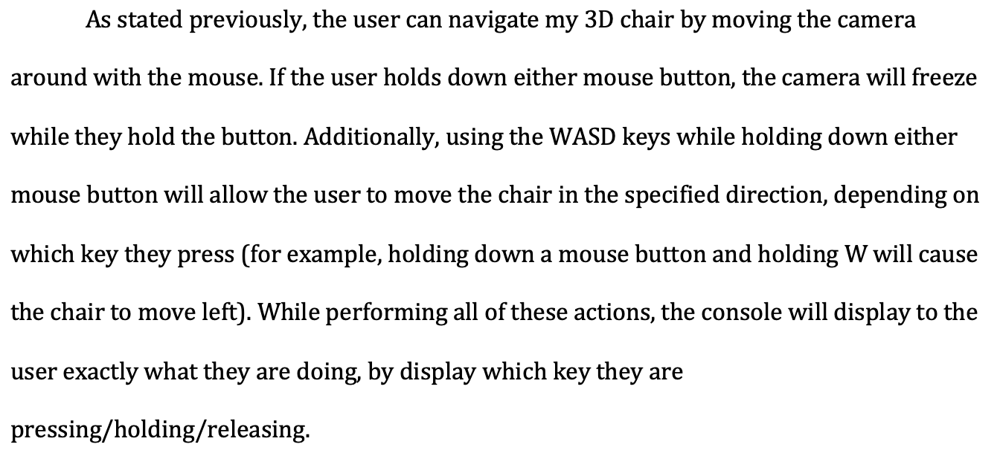 As stated previously, the user can navigate my 3D chair by moving the camera
around with the mouse. If the user holds down either mouse button, the camera will freeze
while they hold the button. Additionally, using the WASD keys while holding down either
mouse button will allow the user to move the chair in the specified direction, depending on
which key they press (for example, holding down a mouse button and holding W will cause
the chair to move left). While performing all of these actions, the console will display to the
user exactly what they are doing, by display which key they are
pressing/holding/releasing.